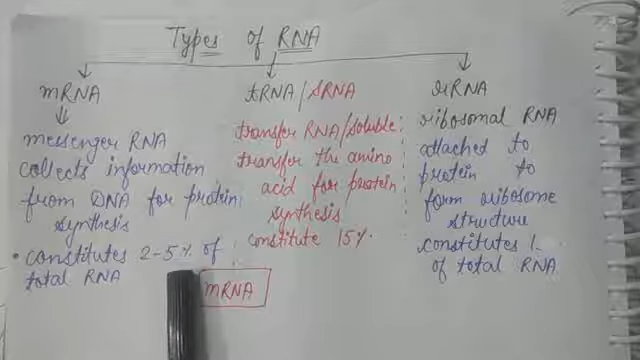 Types of RNA
mRNA
messenger RNA
collects information
from DNA for protein
synthesis
• constitutes 2-5% of
total RNA
tRNA/SRNA
transfer RNA/soluble
transfer the amino
acid for protein
synthesis
constitute 15%
mRNA
rRNA
ribosomal RNA
attached to
protein to
form ribosome
structure
constitutes
of total RNA